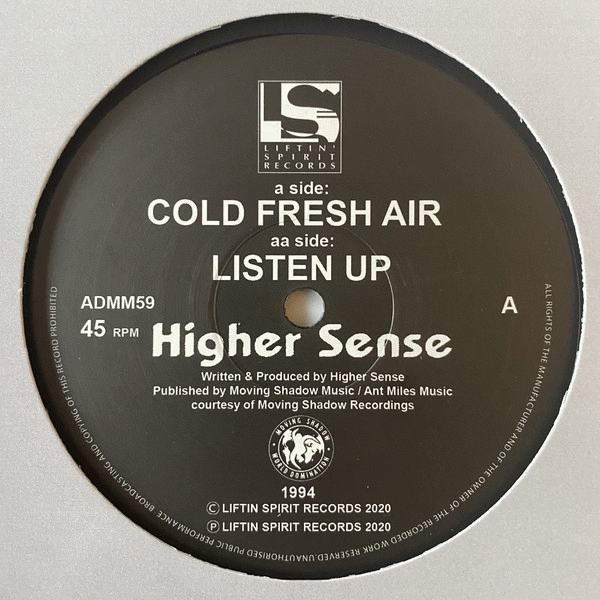 LS
LIFTIN'
SPIRIT
RECORDS
a side:
COLD FRESH AIR
aa side:
LISTEN UP
ADMM59
A
45 RPM
Higher Sense
Written & Produced by Higher Sense
Published by Moving Shadow Music / Ant Miles Music
courtesy of Moving Shadow Recordings
MOVING SHADOW
WORLD DOMINATION
1994
© LIFTIN SPIRIT RECORDS 2020
℗ LIFTIN SPIRIT RECORDS 2020
ALL RIGHTS OF THE MANUFACTURER AND OF THE OWNER OF THE RECORDED WORK RESERVED.UNAUTHORISED PUBLIC PERFORMANCE BROADCASTING AND COPYING OF THIS RECORD PROHIBITED